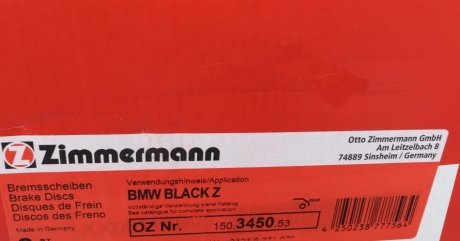 Zimmermann
Otto Zimmermann GmbH
Am Leitzelbach 8
74889 Sinsheim / Germany
Bremsscheiben
Brake Discs
Disques de Frein
Discos des Freno
Made in Germany
Verwendungshinweis/Application
BMW BLACK Z
Vollständige Verwendung siehe Katalog
See catalogue for complete application
OZ Nr. 150.3450.53
4 250238 777364